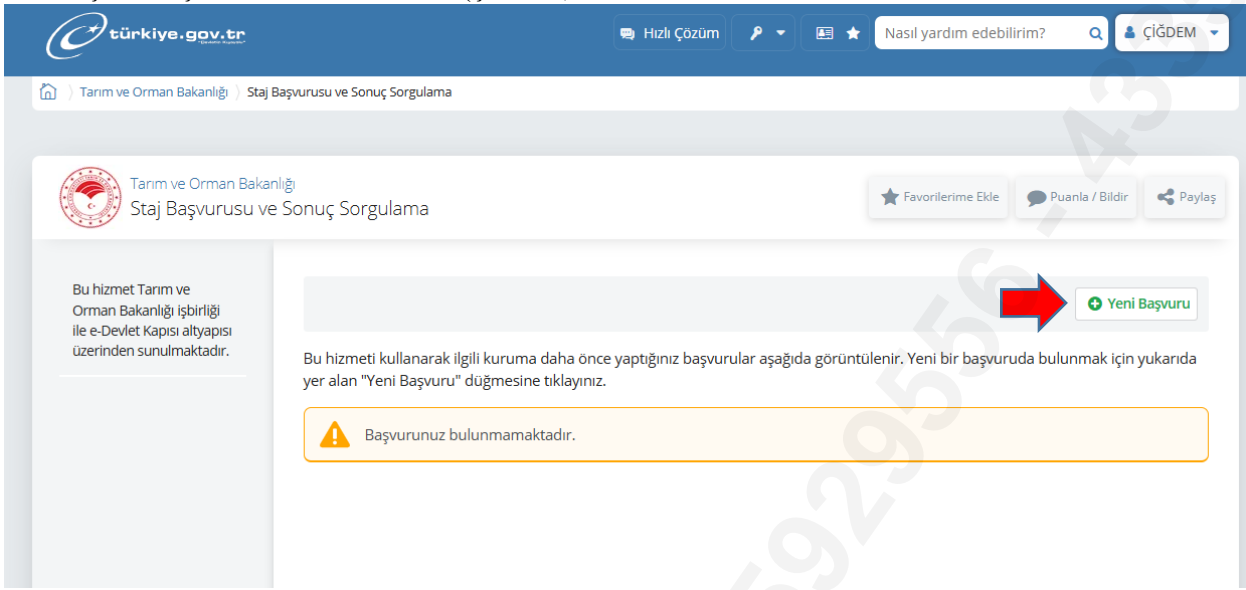 türkiye.gov.tr
Hızlı Çözüm
Nasıl yardım edebilirim?
ÇİĞDEM
Tarım ve Orman Bakanlığı
Staj Başvurusu ve Sonuç Sorgulama
Tarım ve Orman Bakanlığı
Staj Başvurusu ve Sonuç Sorgulama
Favorilerime Ekle
Puanla / Bildir
Paylaş
Bu hizmet Tarım ve
Orman Bakanlığı işbirliği
ile e-Devlet Kapısı altyapısı
üzerinden sunulmaktadır.
Yeni Başvuru
Bu hizmeti kullanarak ilgili kuruma daha önce yaptığınız başvurular aşağıda görüntülenir. Yeni bir başvuruda bulunmak için yukarıda
yer alan "Yeni Başvuru" düğmesine tıklayınız.
Başvurunuz bulunmamaktadır.